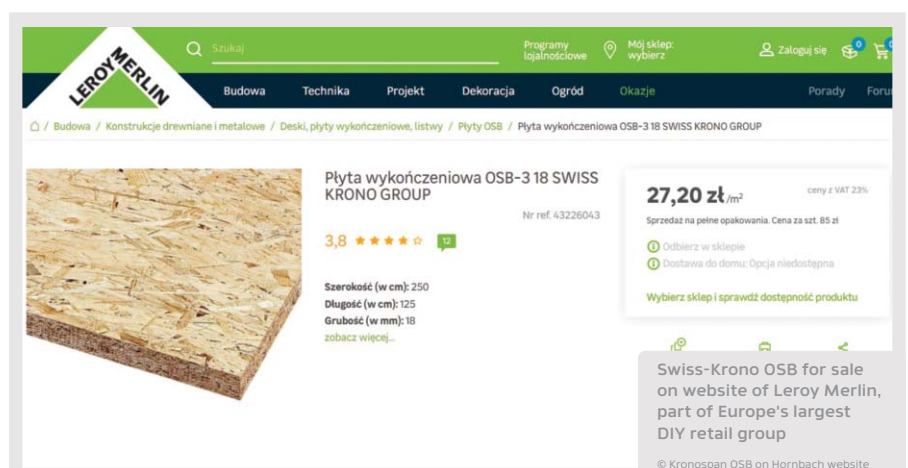 LEROY MERLIN
Szukaj
Programy
lojalnościowe
Mój sklep:
wybierz
Zaloguj się
0
0
Budowa Technika Projekt Dekoracja Ogród Okazje Porady Foru
/ Budowa / Konstrukcje drewniane i metalowe / Deski, płyty wykończeniowe, listwy / Płyty OSB / Płyta wykończeniowa OSB-3 18 SWISS KRONO GROUP
Płyta wykończeniowa OSB-3 18 SWISS
KRONO GROUP
Nr ref. 43226043
3,8
12
Szerokość (w cm): 250
Długość (w cm): 125
Grubość (w mm): 18
zobacz więcej...
27,20 zł/m²
ceny z VAT 23%
Sprzedaż na pełne opakowania. Cena za szt. 85 zł
Odbierz w sklepie
Dostawa do domu: Opcja niedostępna
Wybierz sklep i sprawdź dostępność produktu
Swiss-Krono OSB for sale
on website of Leroy Merlin,
part of Europe's largest
DIY retail group
© Kronospan OSB on Hornbach website